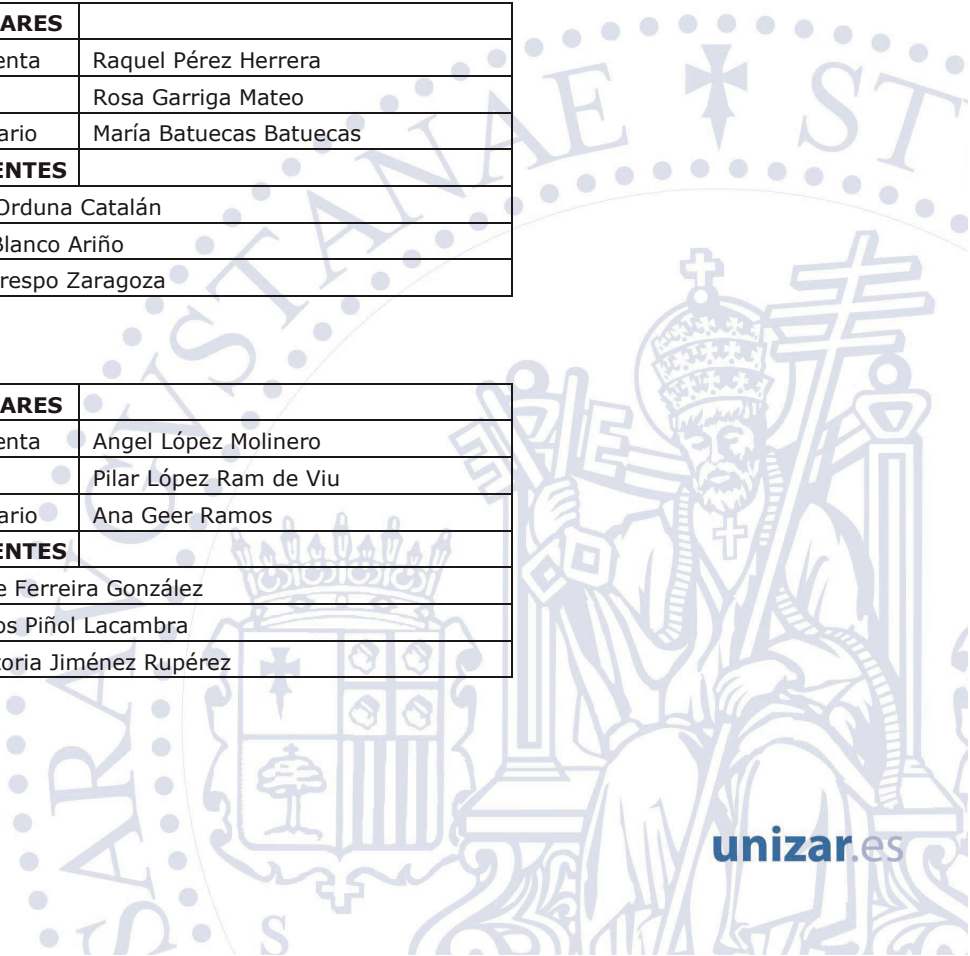 ARES
enta Raquel Pérez Herrera
Rosa Garriga Mateo
ario María Batuecas Batuecas
ENTES
Orduna Catalán
Blanco Ariño
respo Zaragoza
ARES
enta Angel López Molinero
Pilar López Ram de Viu
ario Ana Geer Ramos
ENTES
e Ferreira González
os Piñol Lacambra
toria Jiménez Rupérez
unizar.es
SARAVGVSTANAE ST
S